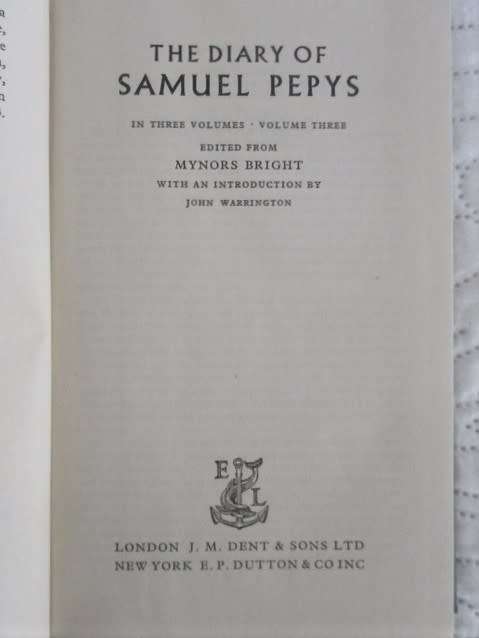 THE DIARY OF
SAMUEL PEPYS
IN THREE VOLUMES · VOLUME THREE
EDITED FROM
MYNORS BRIGHT
WITH AN INTRODUCTION BY
JOHN WARRINGTON
E L
LONDON J. M. DENT & SONS LTD
NEW YORK E. P. DUTTON & CO INC